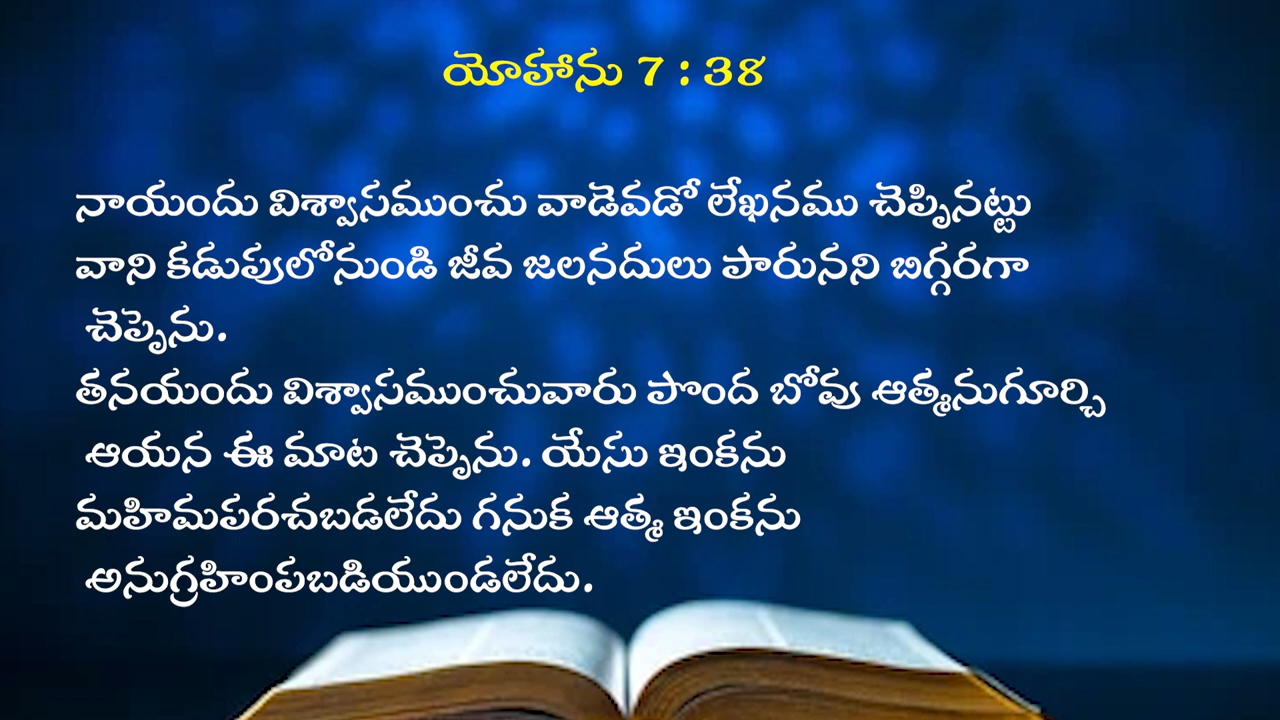 యోహాను 7 : 38
నాయందు విశ్వాసముంచు వాడెవడో లేఖనము చెప్పినట్టు
వాని కడుపులోనుండి జీవ జలనదులు పారునని బిగ్గరగా
చెప్పెను.
తనయందు విశ్వాసముంచువారు పొంద బోవు ఆత్మనుగూర్చి
ఆయన ఈ మాట చెప్పెను. యేసు ఇంకను
మహిమపరచబడలేదు గనుక ఆత్మ ఇంకను
అనుగ్రహింపబడియుండలేదు.